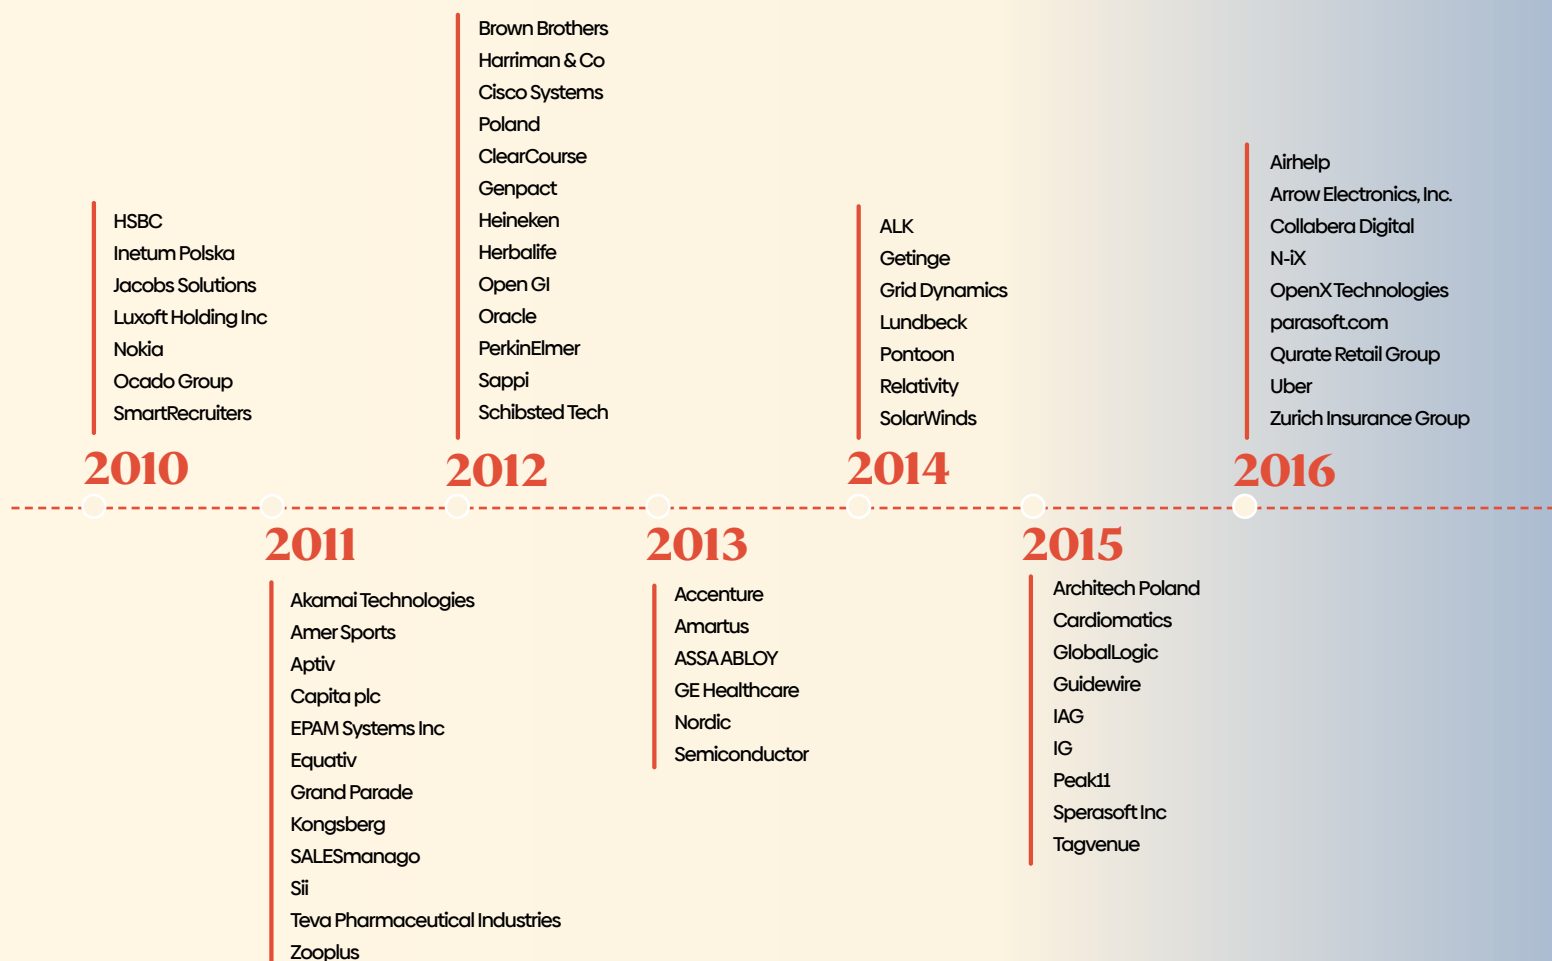 HSBC
Inetum Polska
Jacobs Solutions
Luxoft Holding Inc
Nokia
Ocado Group
SmartRecruiters
2010
2011
Akamai Technologies
Amer Sports
Aptiv
Capita plc
EPAM Systems Inc
Equativ
Grand Parade
Kongsberg
SALESmanago
Sii
Teva Pharmaceutical Industries
Zooplus
Brown Brothers
Harriman & Co
Cisco Systems
Poland
ClearCourse
Genpact
Heineken
Herbalife
Open GI
Oracle
PerkinElmer
Sappi
Schibsted Tech
2012
2013
Accenture
Amartus
ASSA ABLOY
GE Healthcare
Nordic
Semiconductor
ALK
Getinge
Grid Dynamics
Lundbeck
Pontoon
Relativity
SolarWinds
2014
2015
Architech Poland
Cardiomatics
GlobalLogic
Guidewire
IAG
IG
Peak11
Sperasoft Inc
Tagvenue
Airhelp
Arrow Electronics, Inc.
Collabera Digital
N-iX
OpenX Technologies
parasoft.com
Qurate Retail Group
Uber
Zurich Insurance Group
2016